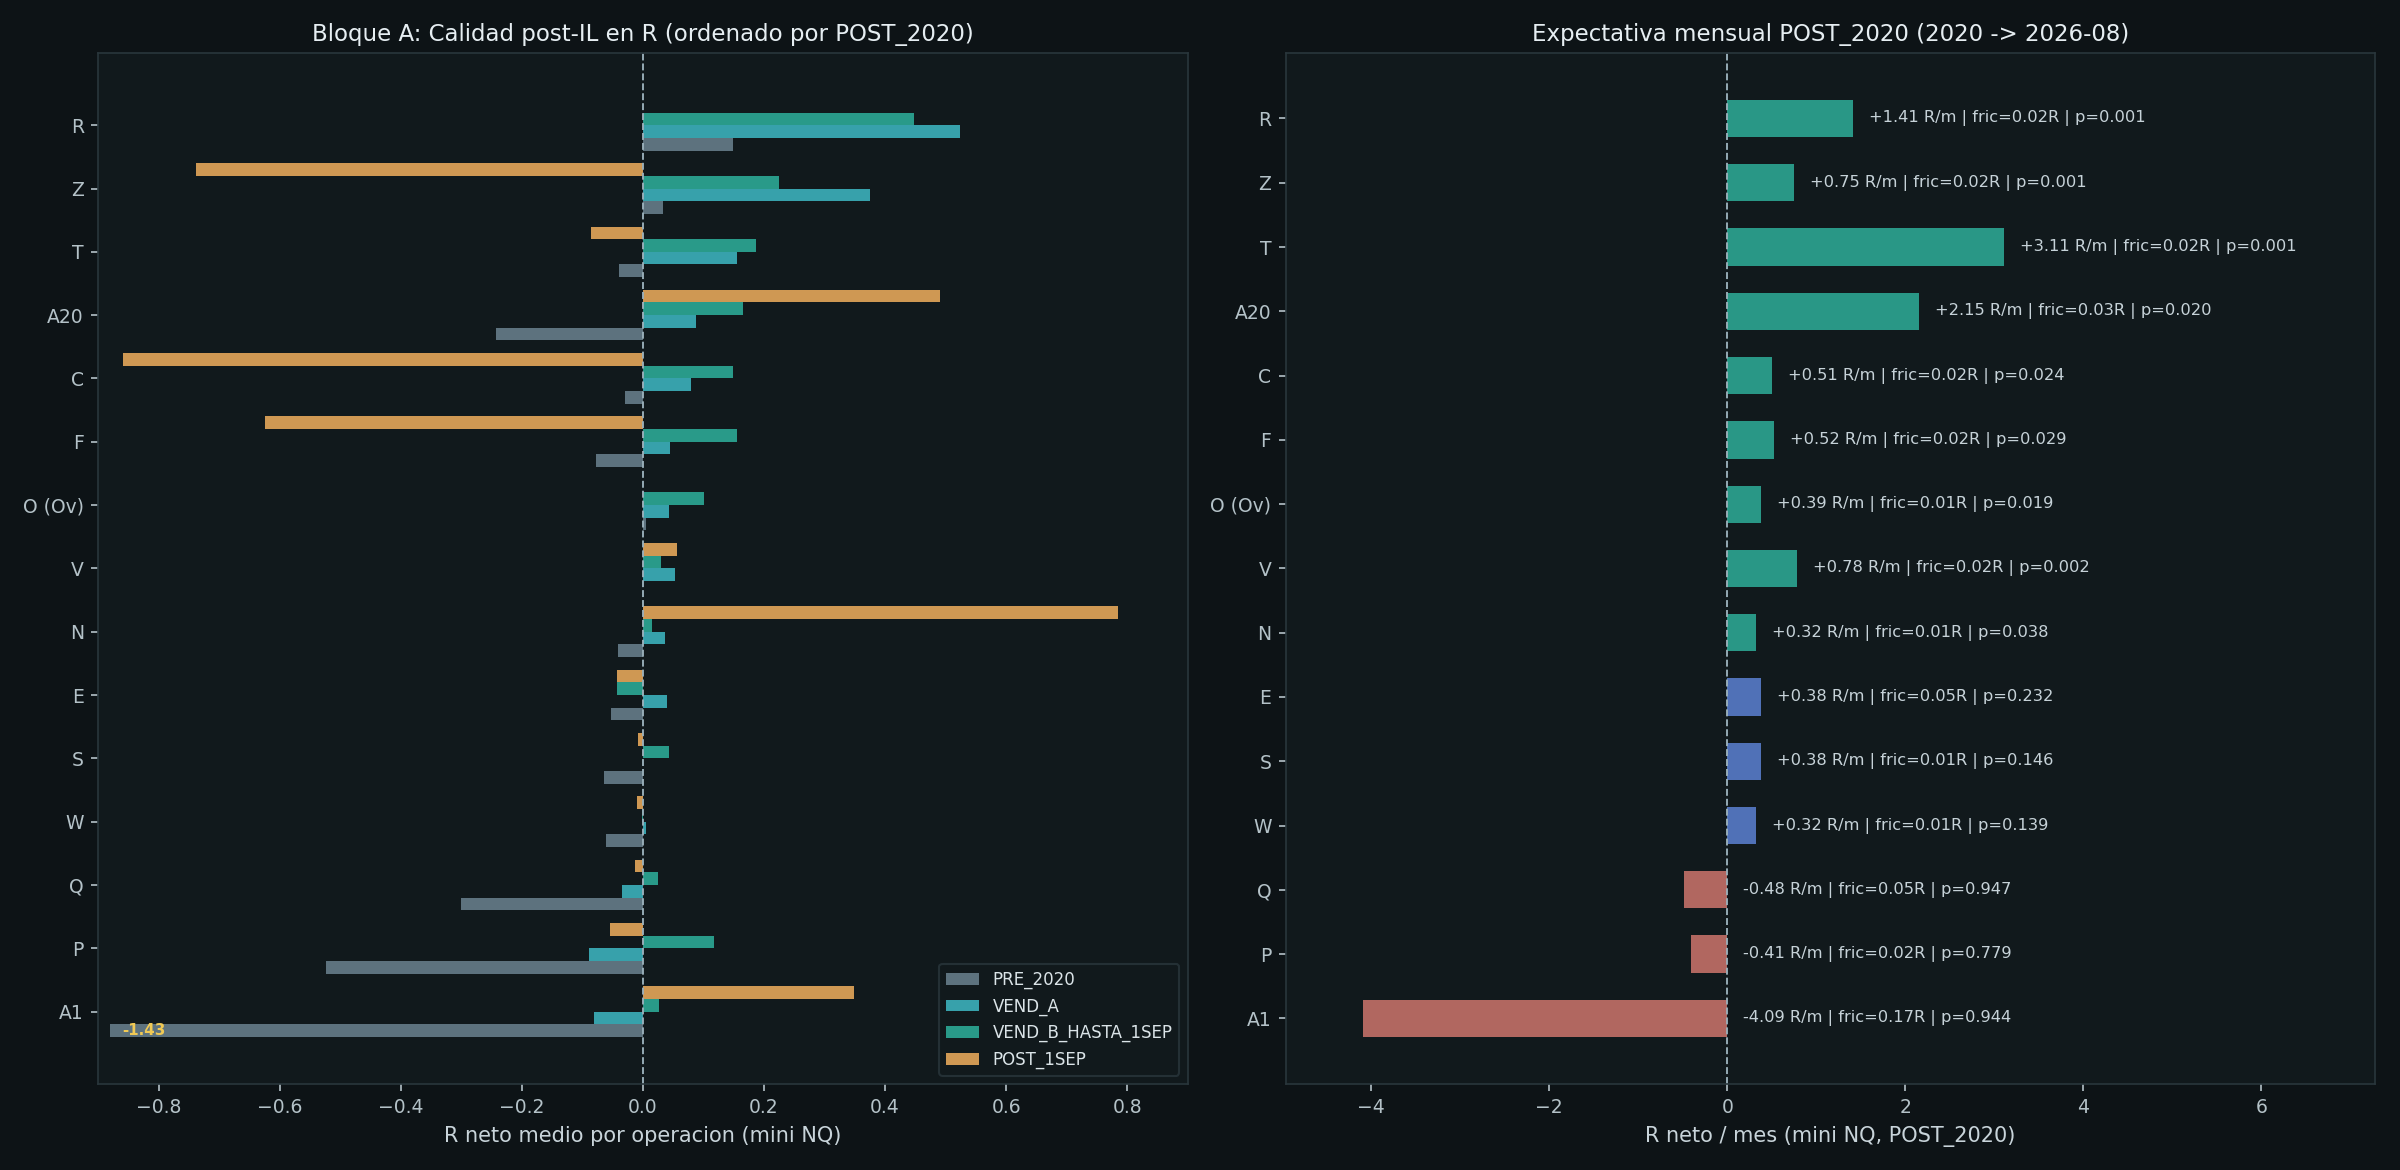 Bloque A: Calidad post-IL en R (ordenado por POST_2020)
R
Z
T
A20
C
F
O (Ov)
V
N
E
S
W
Q
P
A1
-1.43
PRE_2020
VEND_A
VEND_B_HASTA_1SEP
POST_1SEP
−0.8 −0.6 −0.4 −0.2 0.0 0.2 0.4 0.6 0.8
R neto medio por operacion (mini NQ)
Expectativa mensual POST_2020 (2020 -> 2026-08)
R +1.41 R/m | fric=0.02R | p=0.001
Z +0.75 R/m | fric=0.02R | p=0.001
T +3.11 R/m | fric=0.02R | p=0.001
A20 +2.15 R/m | fric=0.03R | p=0.020
C +0.51 R/m | fric=0.02R | p=0.024
F +0.52 R/m | fric=0.02R | p=0.029
O (Ov) +0.39 R/m | fric=0.01R | p=0.019
V +0.78 R/m | fric=0.02R | p=0.002
N +0.32 R/m | fric=0.01R | p=0.038
E +0.38 R/m | fric=0.05R | p=0.232
S +0.38 R/m | fric=0.01R | p=0.146
W +0.32 R/m | fric=0.01R | p=0.139
Q -0.48 R/m | fric=0.05R | p=0.947
P -0.41 R/m | fric=0.02R | p=0.779
A1 -4.09 R/m | fric=0.17R | p=0.944
−4 −2 0 2 4 6
R neto / mes (mini NQ, POST_2020)